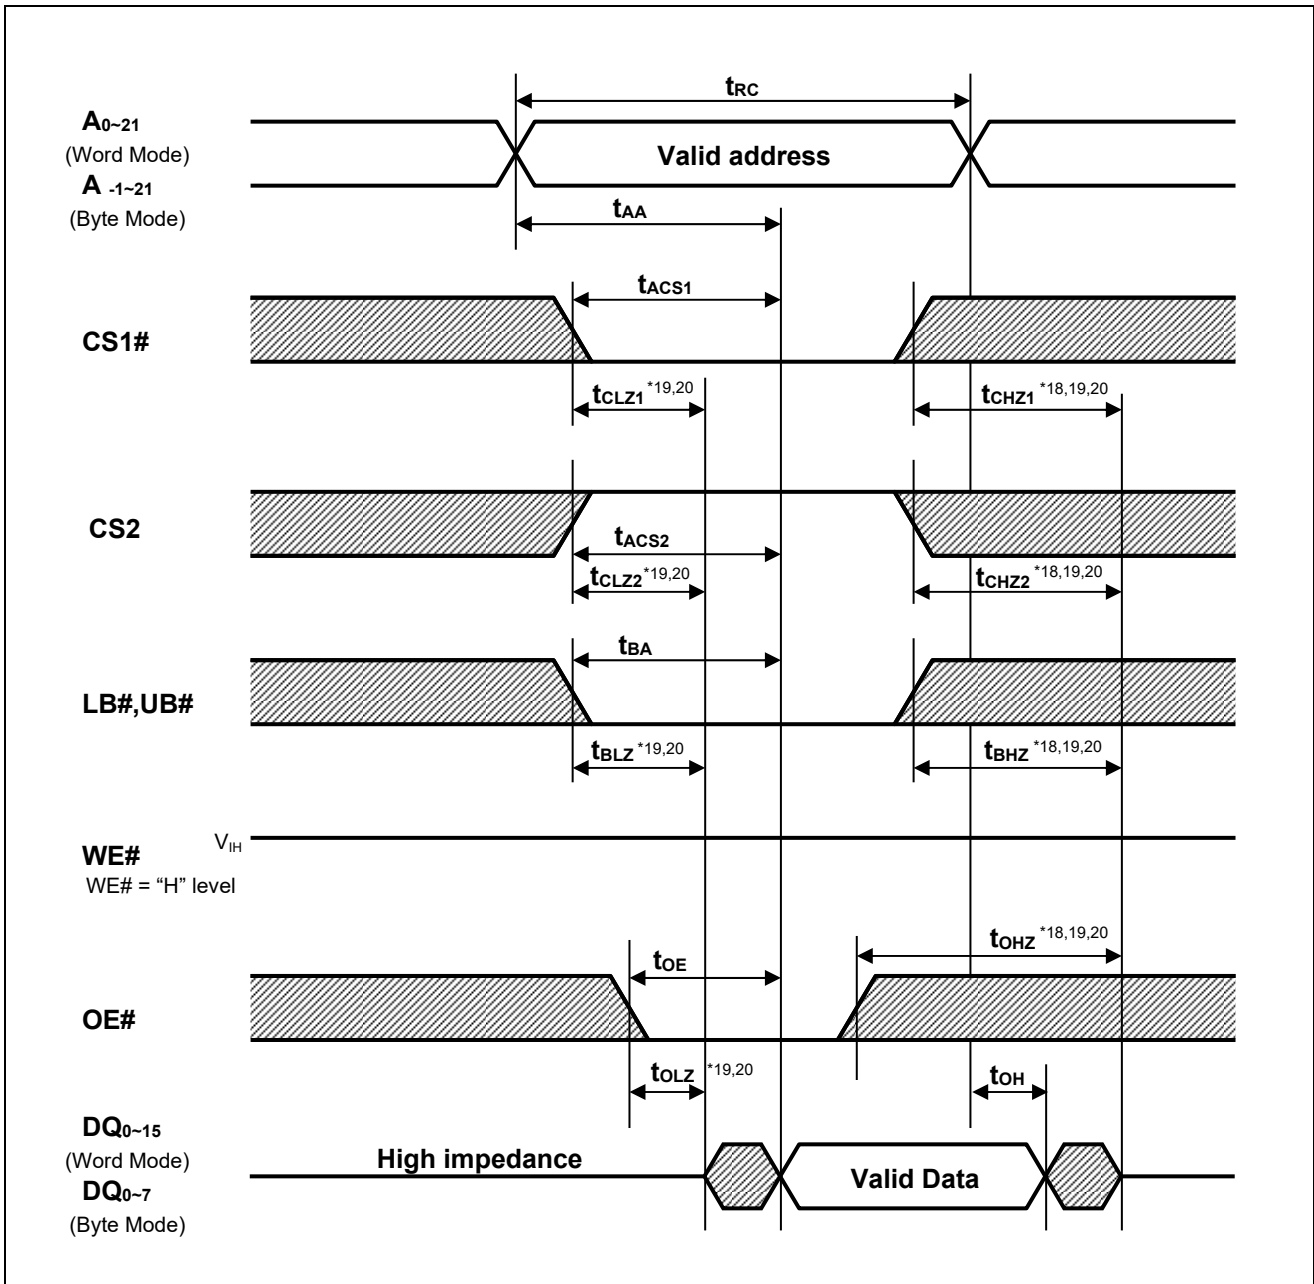 tRC
A0~21
(Word Mode)
A -1~21
(Byte Mode)
Valid address
tAA
tACS1
CS1#
tCLZ1 *19,20
tCHZ1 *18,19,20
CS2
tACS2
tCLZ2 *19,20
tCHZ2 *18,19,20
tBA
LB#,UB#
tBLZ *19,20
tBHZ *18,19,20
WE#
VIH
WE# = “H” level
tOHZ *18,19,20
tOE
OE#
tOLZ *19,20
tOH
DQ0~15
(Word Mode)
DQ0~7
(Byte Mode)
High impedance
Valid Data